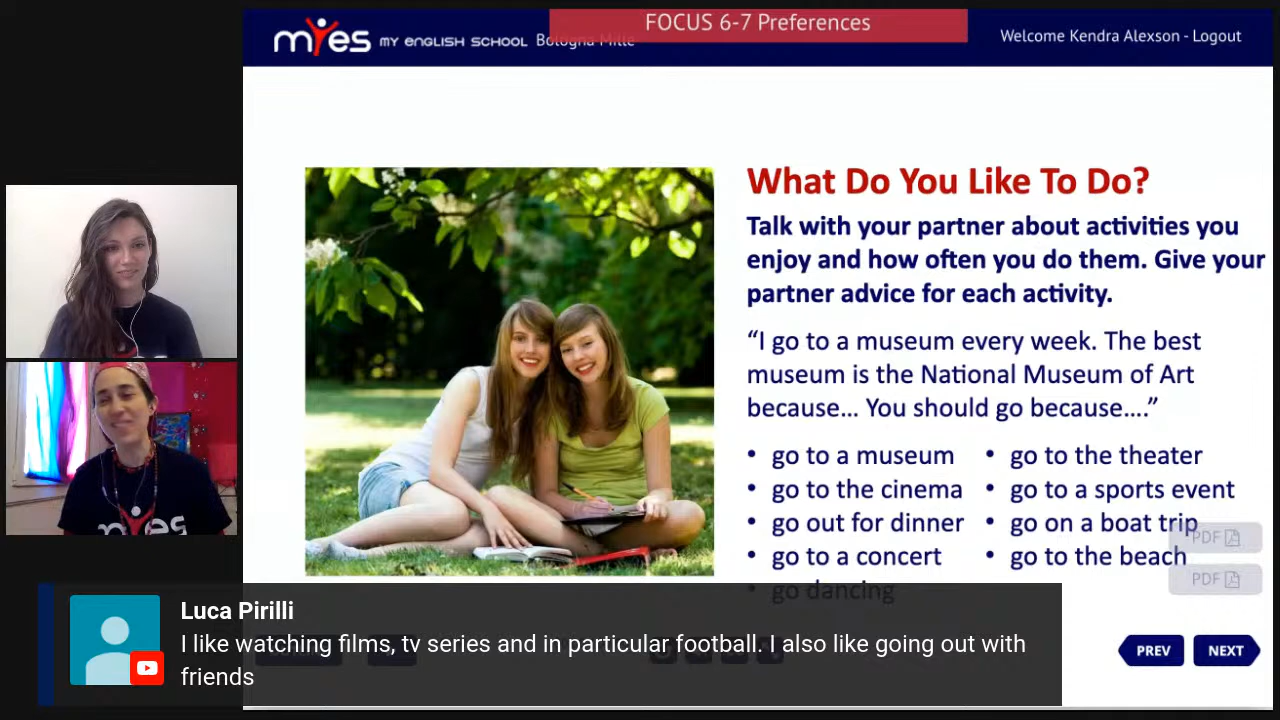 FOCUS 6-7 Preferences
myes MY ENGLISH SCHOOL Bologna Mille
Welcome Kendra Alexson - Logout
What Do You Like To Do?
Talk with your partner about activities you
enjoy and how often you do them. Give your
partner advice for each activity.
“I go to a museum every week. The best
museum is the National Museum of Art
because... You should go because....”
• go to a museum
• go to the cinema
• go out for dinner
• go to a concert
go dancing
• go to the theater
• go to a sports event
• go on a boat trip
• go to the beach
PDF
PDF
myes
Luca Pirilli
I like watching films, tv series and in particular football. I also like going out with
friends
PREV
NEXT